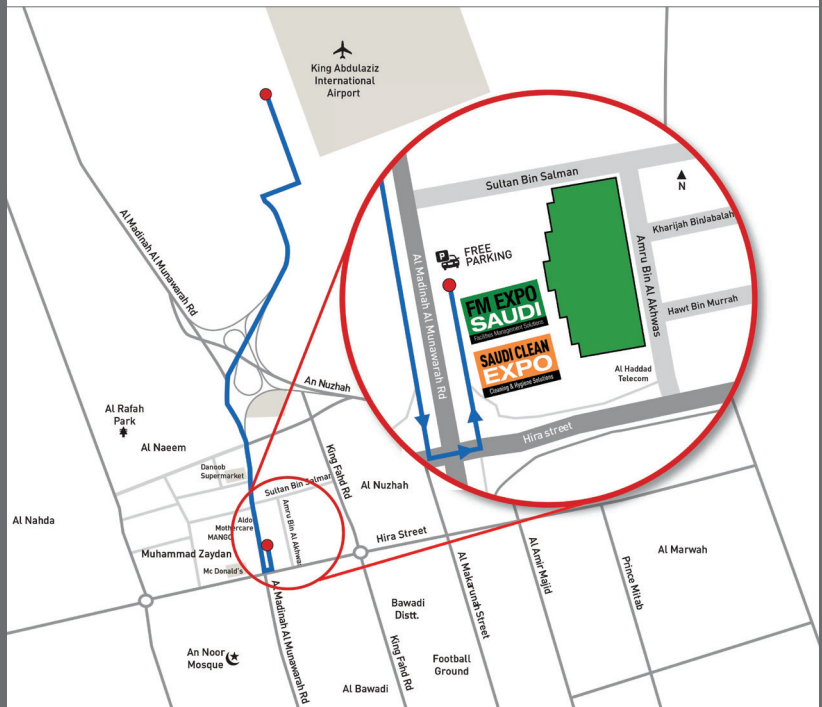 King Abdulaziz
International
Airport
Al Madinah Al Munawarah Rd
Sultan Bin Salman
N
Kharijah BinJabalah
FREE
PARKING
P
Al Madinah Al Munawarah Rd
Amru Bin Al Akhwas
FM EXPO
SAUDI
Facilities Management Solutions
Hawt Bin Murrah
SAUDI CLEAN
EXPO
Cleaning & Hygiene Solutions
Al Haddad
Telecom
Hira street
An Nuzhah
Al Rafah
Park
Al Naeem
King Fahd Rd
Danoob
Supermarket
Sultan Bin Salmar
Al Nuzhah
Al Nahda
Aldo
Mothercare
MANGO
Amru Bin Al Akhwas
Hira Street
Muhammad Zaydan
Mc Donald's
Al Madinah Al Munawarah Rd
King Fahd Rd
Al Makarunah Street
Al Amir Majid
Prince Mitab
Al Marwah
Bawadi
Distt.
An Noor
Mosque
Football
Ground
Al Bawadi